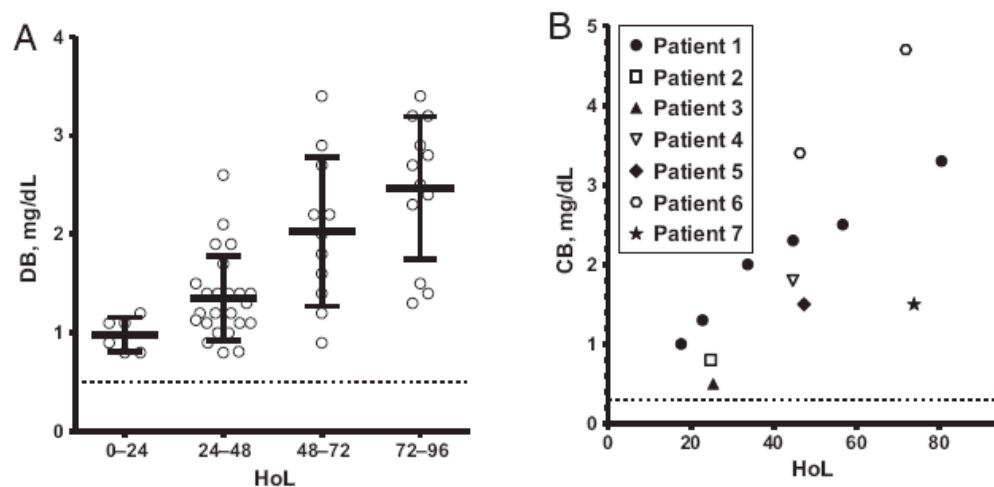 A
DB, mg/dL
4
3
2
1
0
0–24
24–48
48–72
72–96
HoL
B
CB, mg/dL
5
4
3
2
1
0
Patient 1
Patient 2
Patient 3
Patient 4
Patient 5
Patient 6
Patient 7
0
20
40
60
80
HoL